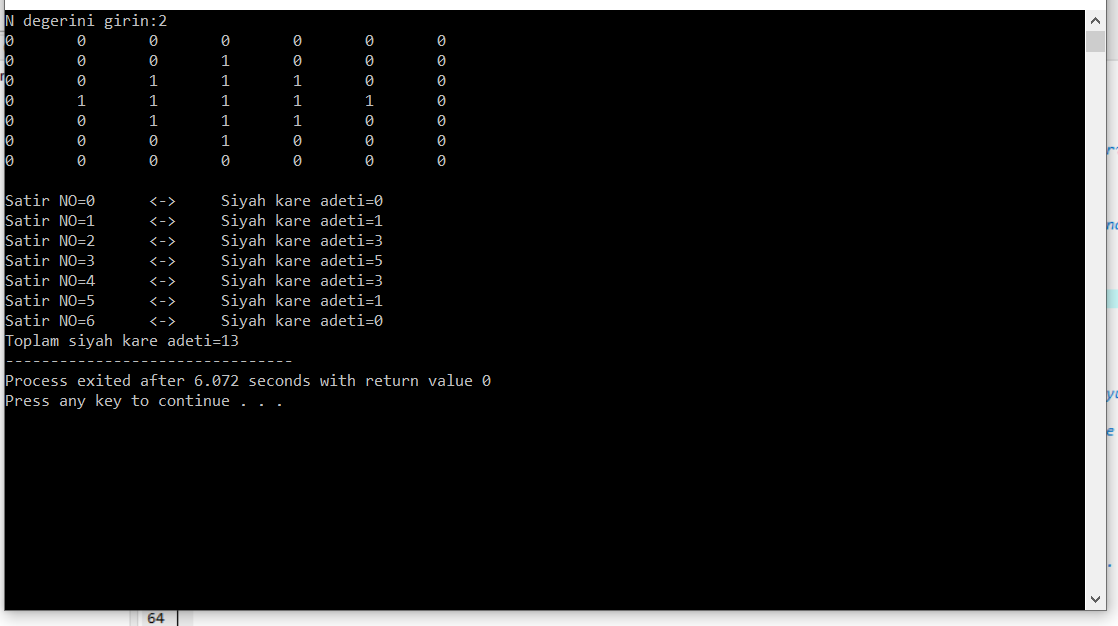 N degerini girin:2
0 0 0 0 0 0 0
0 0 0 1 0 0 0
0 0 1 1 1 0 0
0 1 1 1 1 1 0
0 0 1 1 1 0 0
0 0 0 1 0 0 0
0 0 0 0 0 0 0
Satir NO=0 <-> Siyah kare adeti=0
Satir NO=1 <-> Siyah kare adeti=1
Satir NO=2 <-> Siyah kare adeti=3
Satir NO=3 <-> Siyah kare adeti=5
Satir NO=4 <-> Siyah kare adeti=3
Satir NO=5 <-> Siyah kare adeti=1
Satir NO=6 <-> Siyah kare adeti=0
Toplam siyah kare adeti=13
--------------------------------
Process exited after 6.072 seconds with return value 0
Press any key to continue . . .
64